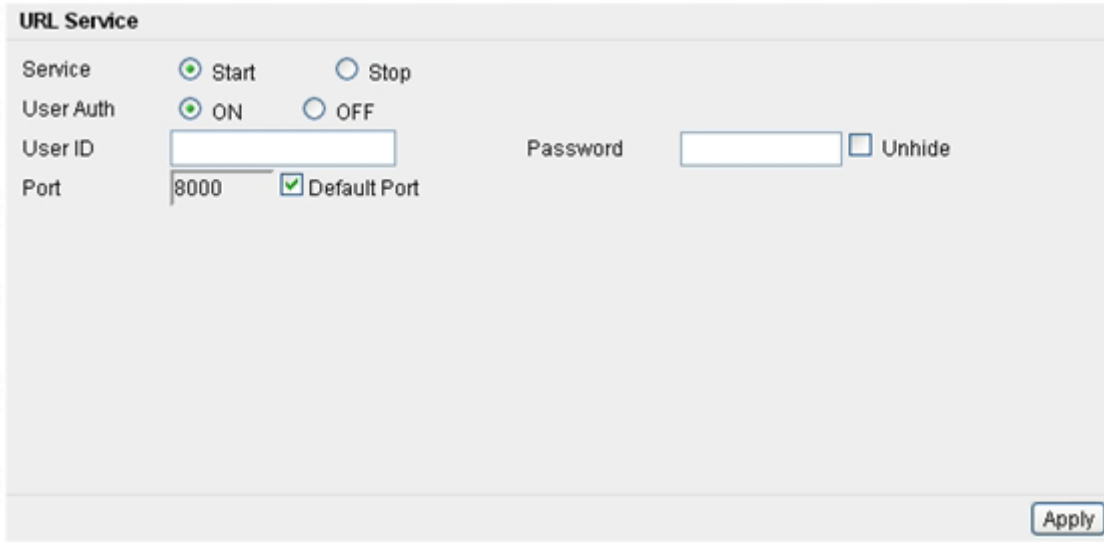 URL Service
Service Start Stop
User Auth ON OFF
User ID Password Unhide
Port 8000 Default Port
Apply